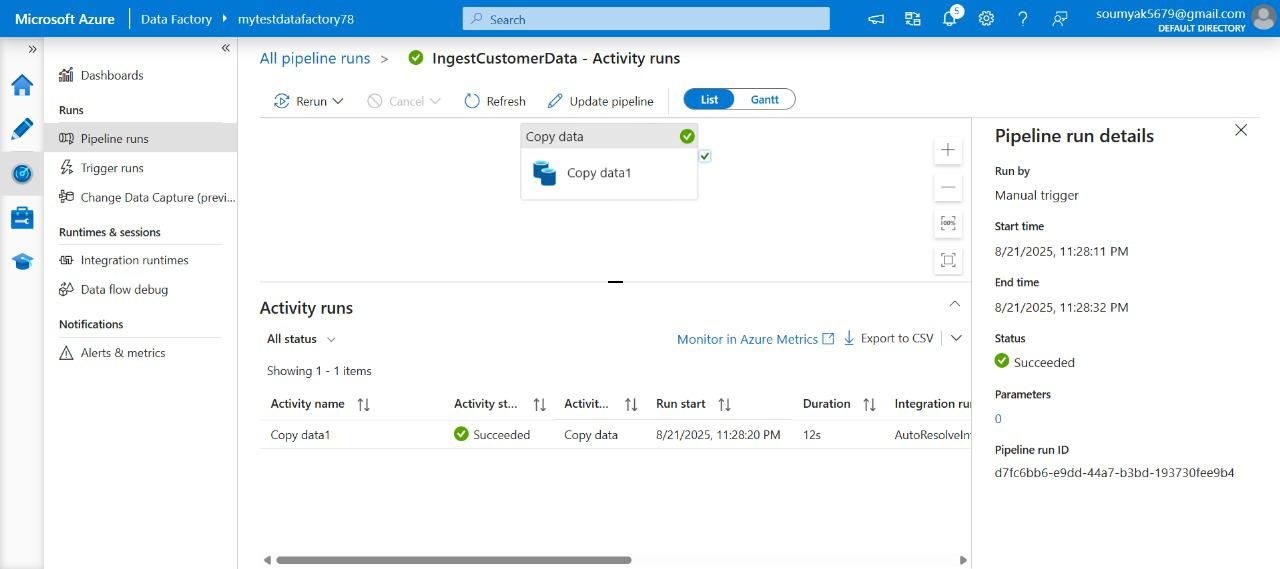 Microsoft Azure | Data Factory ▸ mytestdatafactory78
Search
5
soumyak5679@gmail.com
DEFAULT DIRECTORY
Dashboards
Runs
Pipeline runs
Trigger runs
Change Data Capture (previ...
Runtimes & sessions
Integration runtimes
Data flow debug
Notifications
Alerts & metrics
All pipeline runs > IngestCustomerData - Activity runs
Rerun Cancel Refresh Update pipeline List Gantt
Copy data
Copy data1
100%
Activity runs
All status
Monitor in Azure Metrics Export to CSV
Showing 1 - 1 items
Activity name Activity st... Activit... Run start Duration Integration run
Copy data1 Succeeded Copy data 8/21/2025, 11:28:20 PM 12s AutoResolveInt
Pipeline run details
Run by
Manual trigger
Start time
8/21/2025, 11:28:11 PM
End time
8/21/2025, 11:28:32 PM
Status
Succeeded
Parameters
0
Pipeline run ID
d7fc6bb6-e9dd-44a7-b3bd-193730fee9b4